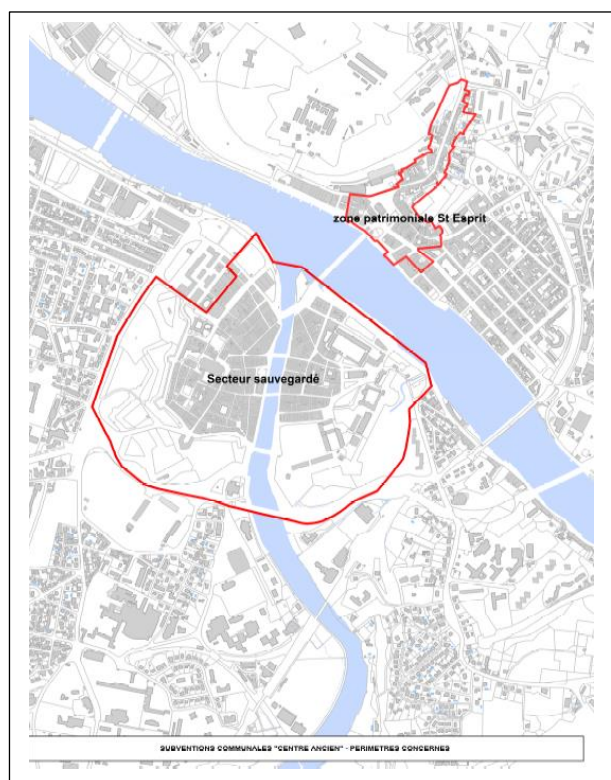 zone patrimoniale St Esprit
Secteur sauvegardé
SUBVENTIONS COMMUNALES "CENTRE ANCIEN" - PERIMETRES CONCERNES